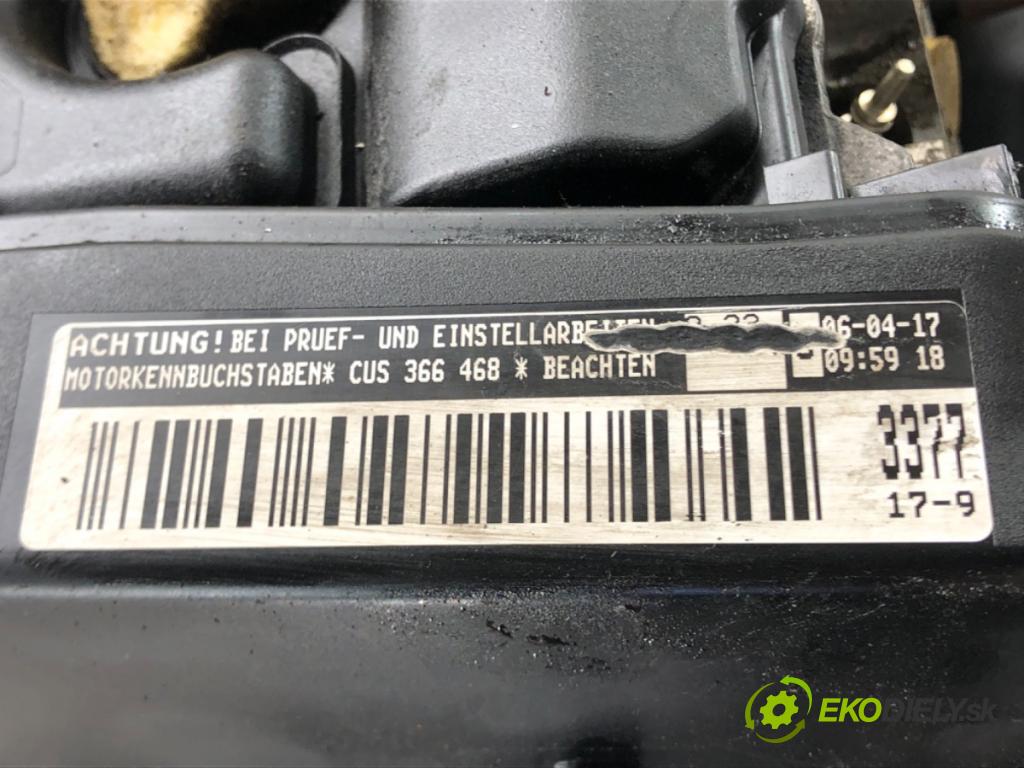 ACHTUNG! BEI PRUEF- UND EINSTELLARBEITEN
06-04-17
MOTORKENNBUCHSTABEN* CUS 366 468 * BEACHTEN
09:59 18
3377
17-9
EKODIELY.sk